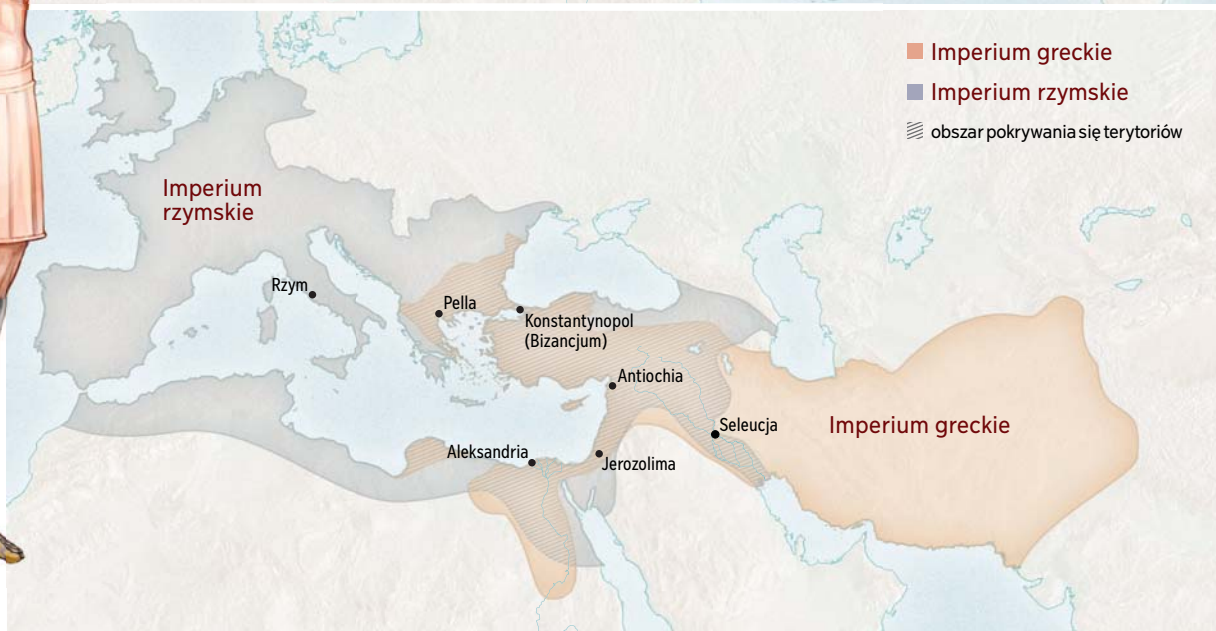 Imperium greckie
Imperium rzymskie
obszar pokrywania się terytoriów
Imperium
rzymskie
Rzym
Pella
Konstantynopol
(Bizancjum)
Antiochia
Seleucja
Imperium greckie
Aleksandria
Jerozolima